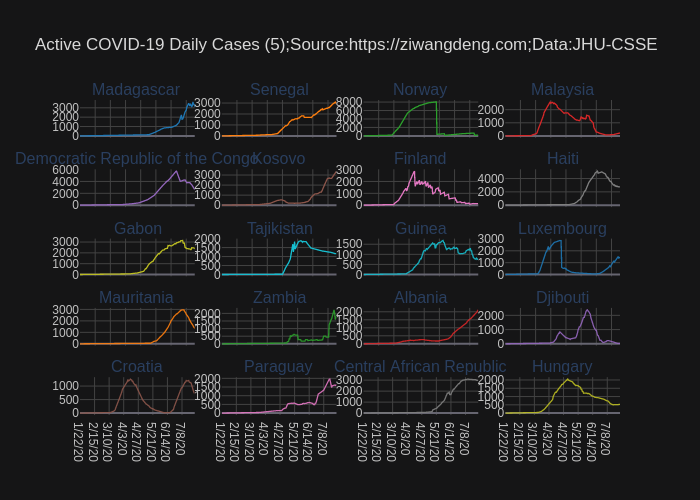 Active COVID-19 Daily Cases (5);Source:https://ziwangdeng.com;Data:JHU-CSSE
Madagascar Senegal Norway Malaysia
3000 2000 1000 0
3000 2000 1000 0
8000 6000 4000 2000 0
2000 1000 0
Democratic Republic of the Congo Kosovo Finland Haiti
6000 4000 2000 0
3000 2000 1000 0
3000 2000 1000 0
4000 2000 0
Gabon Tajikistan Guinea Luxembourg
3000 2000 1000 0
2000 1500 1000 500 0
1500 1000 500 0
3000 2000 1000 0
Mauritania Zambia Albania Djibouti
3000 2000 1000 0
2000 1500 1000 500 0
2000 1500 1000 500 0
2000 1000 0
Croatia Paraguay Central African Republic Hungary
1000 500 0
2000 1500 1000 500 0
3000 2000 1000 0
2000 1500 1000 500 0
1/22/20 2/15/20 3/10/20 4/3/20 4/27/20 5/21/20 6/14/20 7/8/20
1/22/20 2/15/20 3/10/20 4/3/20 4/27/20 5/21/20 6/14/20 7/8/20
1/22/20 2/15/20 3/10/20 4/3/20 4/27/20 5/21/20 6/14/20 7/8/20
1/22/20 2/15/20 3/10/20 4/3/20 4/27/20 5/21/20 6/14/20 7/8/20